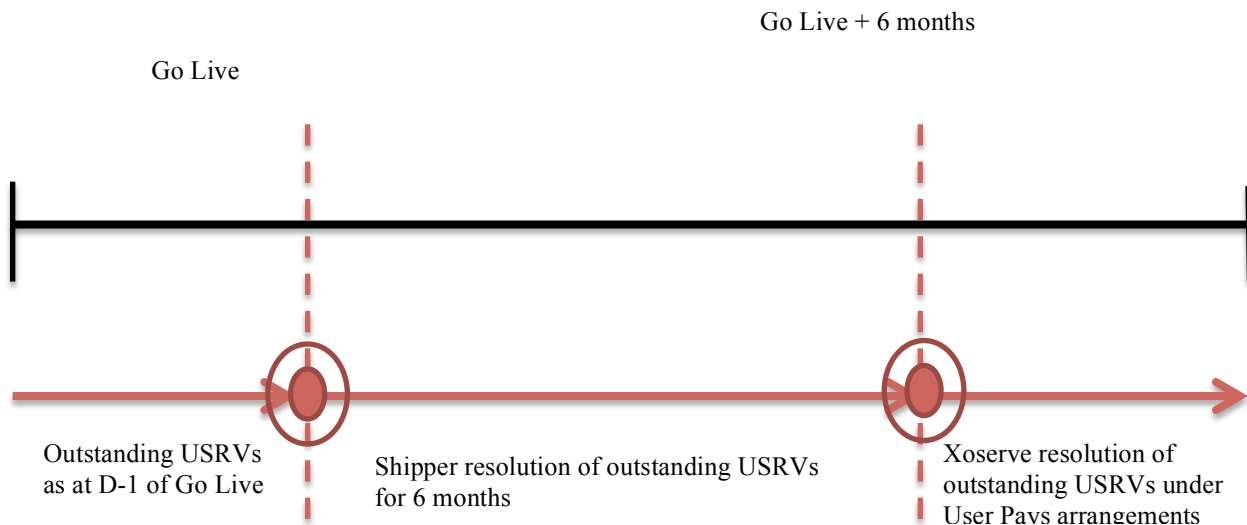 Go Live + 6 months
Go Live
Outstanding USRVs
as at D-1 of Go Live
Shipper resolution of outstanding USRVs
for 6 months
Xoserve resolution of
outstanding USRVs under
User Pays arrangements